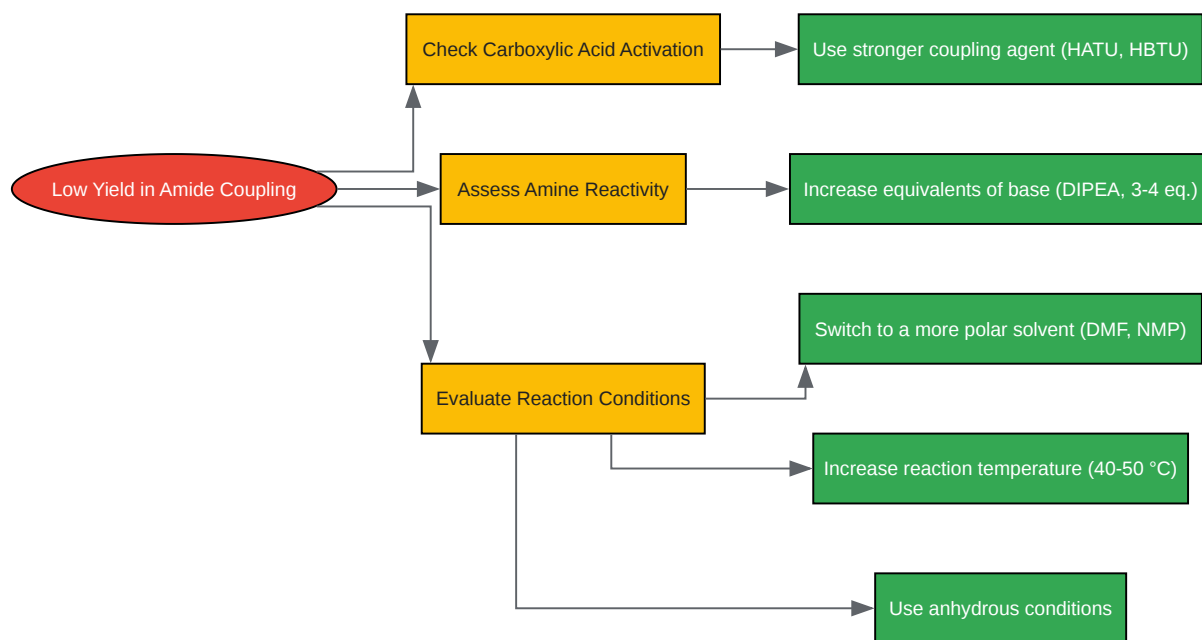 Low Yield in Amide Coupling
Check Carboxylic Acid Activation
Use stronger coupling agent (HATU, HBTU)
Assess Amine Reactivity
Increase equivalents of base (DIPEA, 3-4 eq.)
Evaluate Reaction Conditions
Switch to a more polar solvent (DMF, NMP)
Increase reaction temperature (40-50 °C)
Use anhydrous conditions